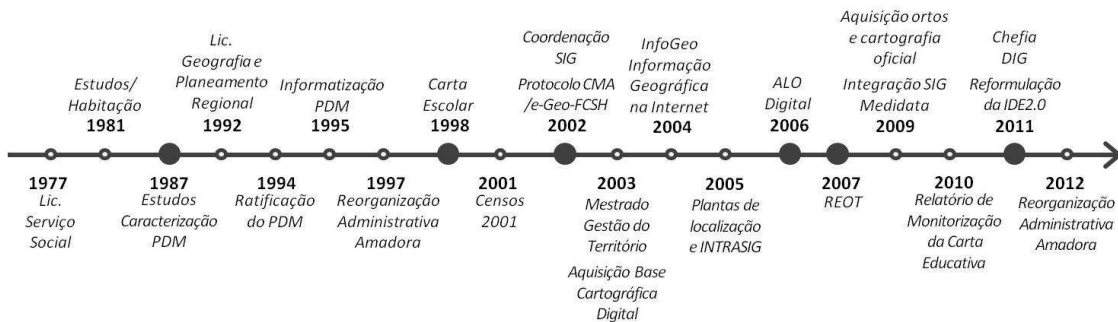 Lic.
Serviço
Social
1977
Estudos/
Habitação
1981
1987
Estudos
Caracterização
PDM
Lic.
Geografia e
Planeamento
Regional
1992
1994
Ratificação
do PDM
Informatização
PDM
1995
1997
Reorganização
Administrativa
Amadora
Carta
Escolar
1998
2001
Censos
2001
Coordenação
SIG
Protocolo CMA
/e-Geo-FCSH
2002
2003
Mestrado
Gestão do
Território
Aquisição Base
Cartográfica
Digital
InfoGeo
Informação
Geográfica
na Internet
2004
2005
Plantas de
localização
e INTRASIG
ALO
Digital
2006
2007
REOT
Aquisição ortos
e cartografia
oficial
Integração SIG
Medidata
2009
2010
Relatório de
Monitorização
da Carta
Educativa
Chefia
DIG
Reformulação
da IDE2.0
2011
2012
Reorganização
Administrativa
Amadora